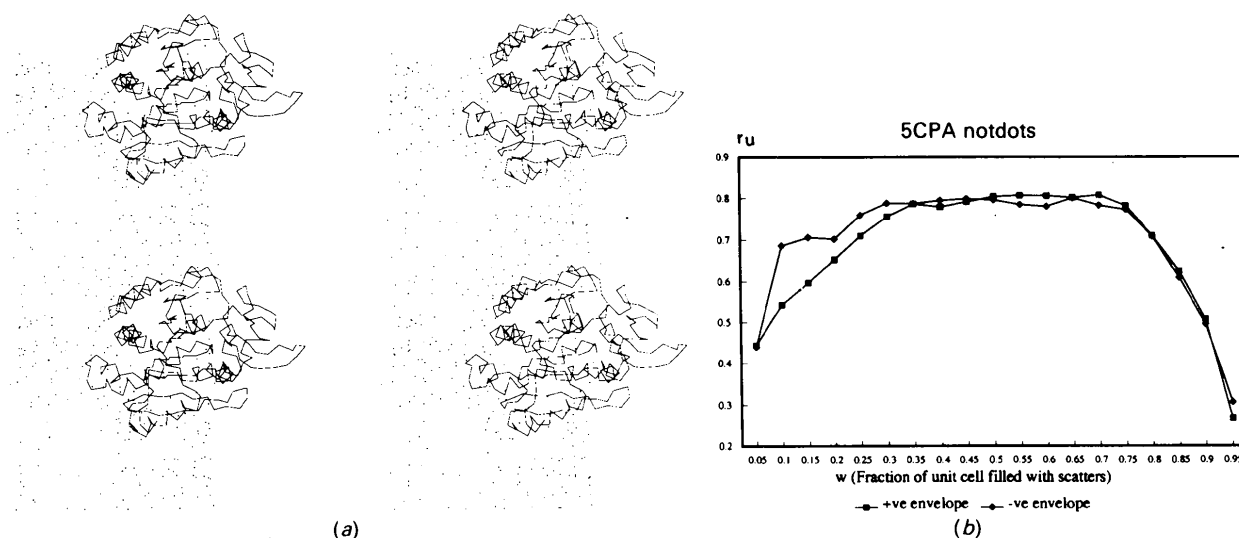 5CPA notdots
ru
0.9
0.8
0.7
0.6
0.5
0.4
0.3
0.2
0.05 0.1 0.15 0.2 0.25 0.3 0.35 0.4 0.45 0.5 0.55 0.6 0.65 0.7 0.75 0.8 0.85 0.9 0.95
w (Fraction of unit cell filled with scatters)
+ve envelope -ve envelope
(a) (b)